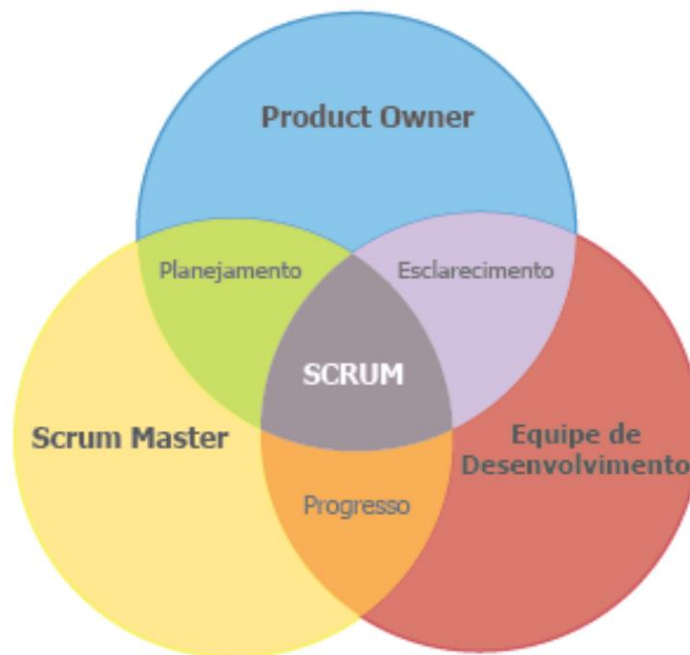 Product Owner
Planejamento
Esclarecimento
SCRUM
Scrum Master
Equipe de
Desenvolvimento
Progresso